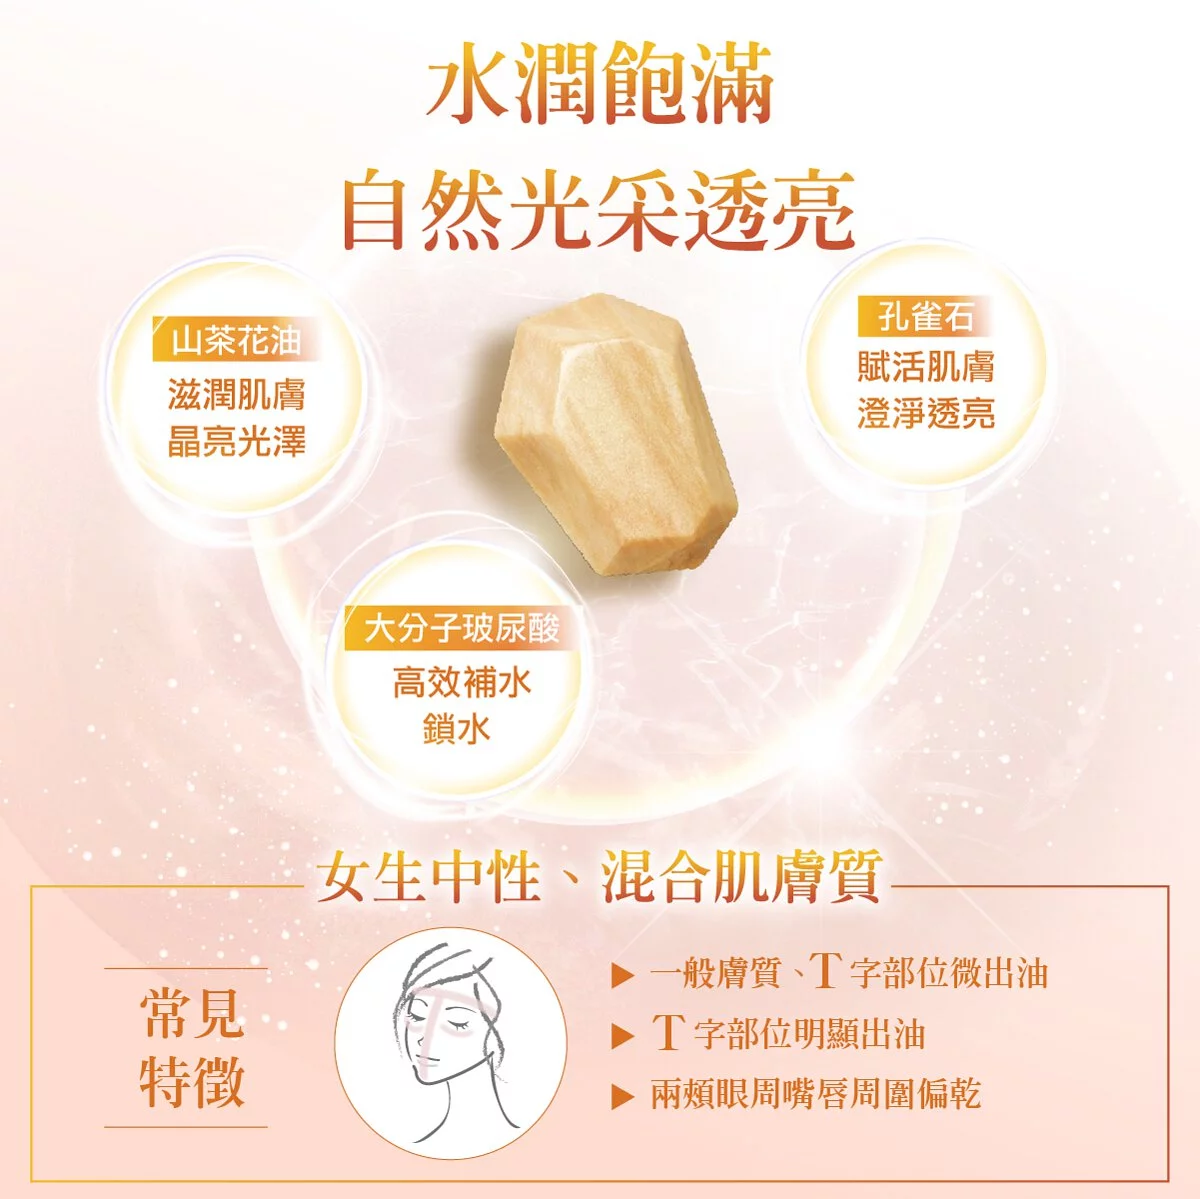 水潤飽滿
自然光采透亮
山茶花油
滋潤肌膚
晶亮光澤
孔雀石
賦活肌膚
澄淨透亮
大分子玻尿酸
高效補水
鎖水
女生中性、混合肌膚質
常見
特徵
▶ 一般膚質、T字部位微出油
▶ T字部位明顯出油
▶ 兩頰眼周嘴唇周圍偏乾